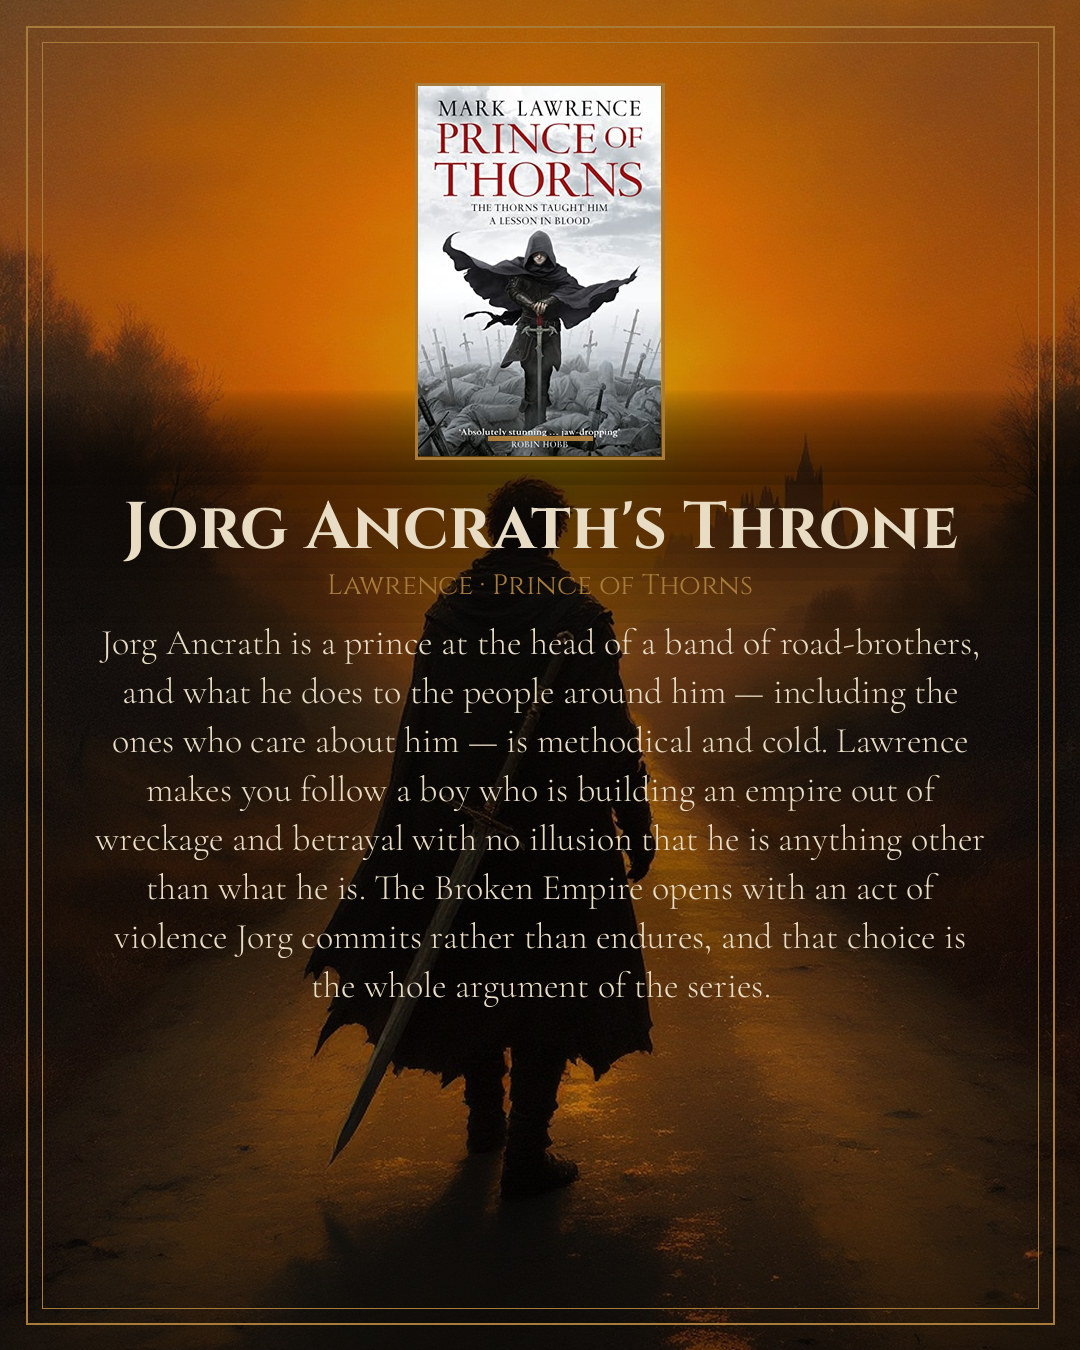 MARK LAWRENCE
PRINCE OF
THORNS
THE THORNS TAUGHT HIM
A LESSON IN BLOOD
'Absolutely stunning ... jaw-dropping'
ROBIN HOBB
Jorg Ancrath's Throne
Lawrence · Prince of Thorns
Jorg Ancrath is a prince at the head of a band of road-brothers,
and what he does to the people around him — including the
ones who care about him — is methodical and cold. Lawrence
makes you follow a boy who is building an empire out of
wreckage and betrayal with no illusion that he is anything other
than what he is. The Broken Empire opens with an act of
violence Jorg commits rather than endures, and that choice is
the whole argument of the series.